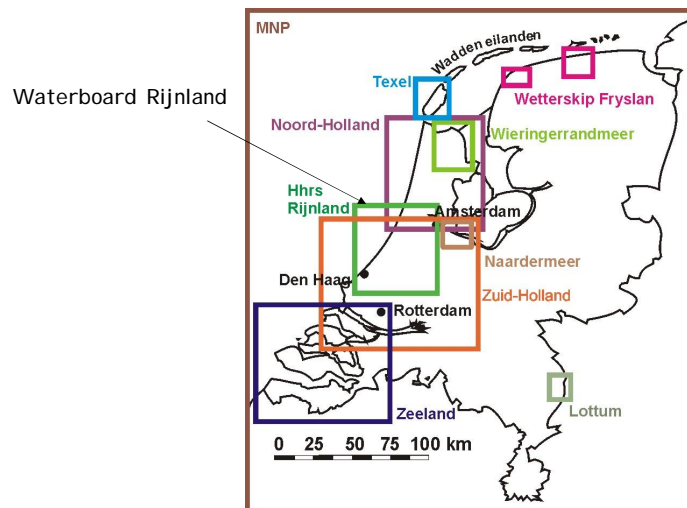 MNP
Wadden eilanden
Texel
Wetterskip Fryslan
Waterboard Rijnland
Noord-Holland
Wieringerrandmeer
Hhrs
Rijnland
Amsterdam
Naardermeer
Den Haag
Zuid-Holland
Rotterdam
Zeeland
Lottum
0 25 50 75 100 km